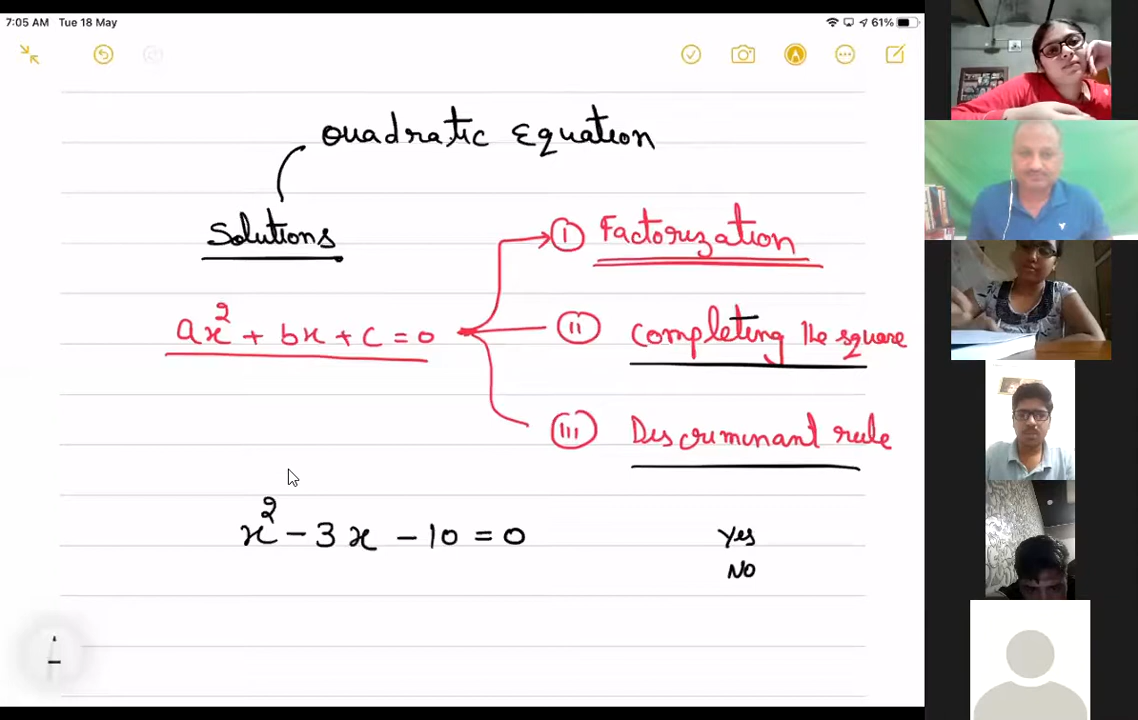 7:05 AM Tue 18 May 61%
Quadratic Equation
Solutions
(i) Factorization
ax² + bx + c = 0
(ii) Completing the square
(iii) Discriminant rule
x² - 3x - 10 = 0
Yes
No